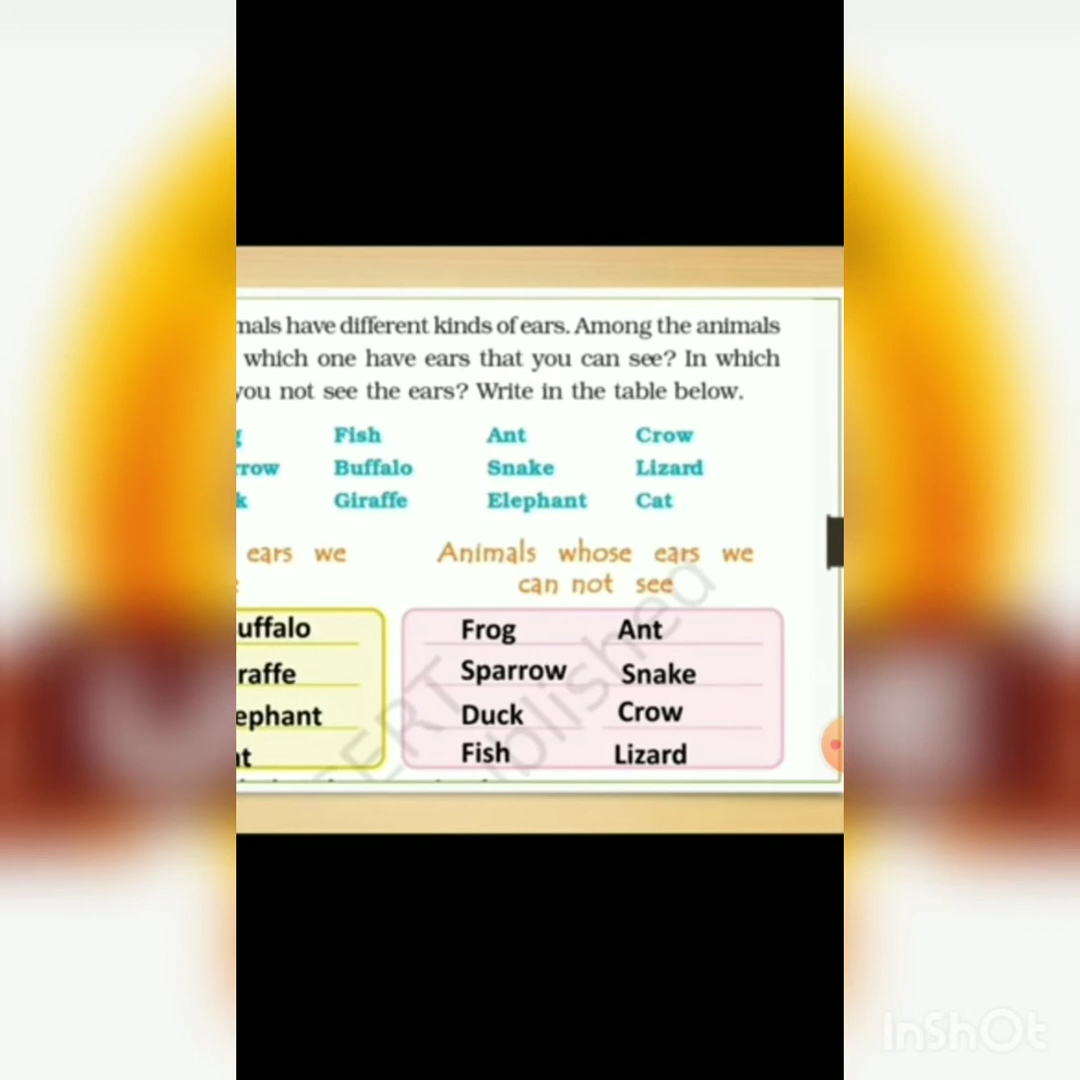 mals have different kinds of ears. Among the animals
which one have ears that you can see? In which
you not see the ears? Write in the table below.
Fish Ant Crow
rrow Buffalo Snake Lizard
k Giraffe Elephant Cat
ears we Animals whose ears we
can not see
uffalo Frog Ant
raffe Sparrow Snake
ephant Duck Crow
at Fish Lizard
ERT
ublished
InShOt